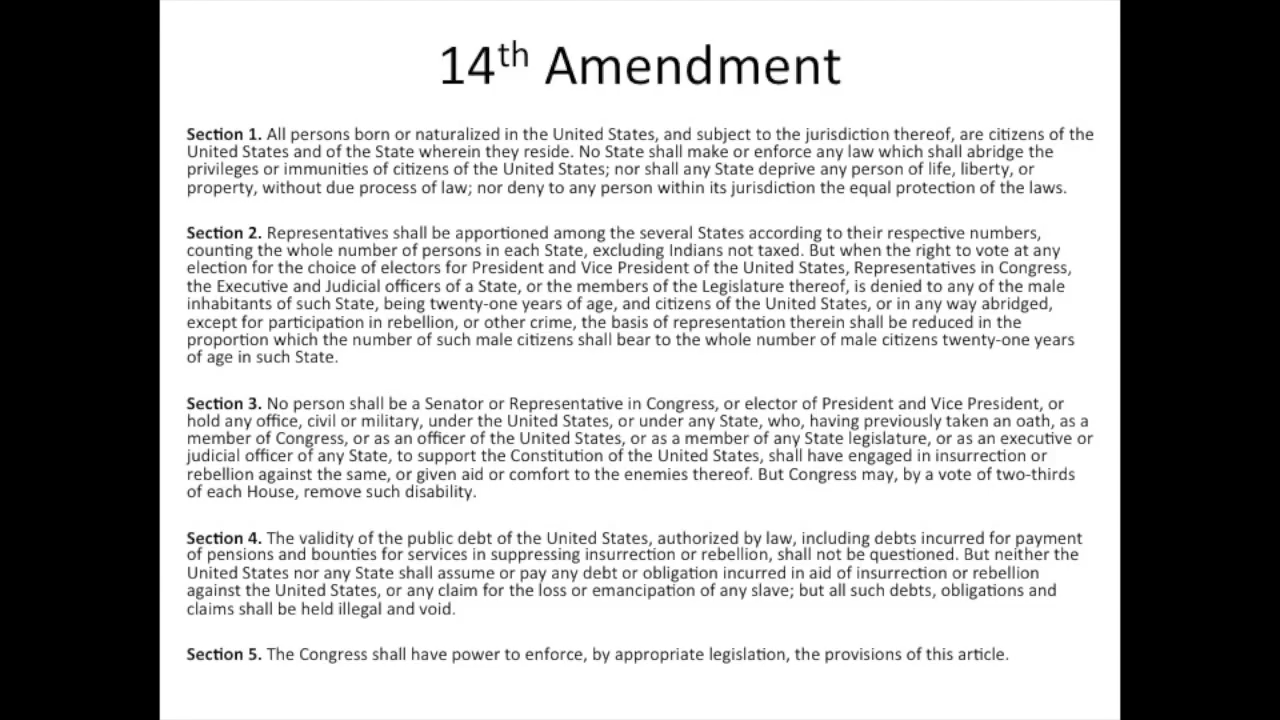 14th Amendment
Section 1. All persons born or naturalized in the United States, and subject to the jurisdiction thereof, are citizens of the
United States and of the State wherein they reside. No State shall make or enforce any law which shall abridge the
privileges or immunities of citizens of the United States; nor shall any State deprive any person of life, liberty, or
property, without due process of law; nor deny to any person within its jurisdiction the equal protection of the laws.
Section 2. Representatives shall be apportioned among the several States according to their respective numbers,
counting the whole number of persons in each State, excluding Indians not taxed. But when the right to vote at any
election for the choice of electors for President and Vice President of the United States, Representatives in Congress,
the Executive and Judicial officers of a State, or the members of the Legislature thereof, is denied to any of the male
inhabitants of such State, being twenty-one years of age, and citizens of the United States, or in any way abridged,
except for participation in rebellion, or other crime, the basis of representation therein shall be reduced in the
proportion which the number of such male citizens shall bear to the whole number of male citizens twenty-one years
of age in such State.
Section 3. No person shall be a Senator or Representative in Congress, or elector of President and Vice President, or
hold any office, civil or military, under the United States, or under any State, who, having previously taken an oath, as a
member of Congress, or as an officer of the United States, or as a member of any State legislature, or as an executive or
judicial officer of any State, to support the Constitution of the United States, shall have engaged in insurrection or
rebellion against the same, or given aid or comfort to the enemies thereof. But Congress may, by a vote of two-thirds
of each House, remove such disability.
Section 4. The validity of the public debt of the United States, authorized by law, including debts incurred for payment
of pensions and bounties for services in suppressing insurrection or rebellion, shall not be questioned. But neither the
United States nor any State shall assume or pay any debt or obligation incurred in aid of insurrection or rebellion
against the United States, or any claim for the loss or emancipation of any slave; but all such debts, obligations and
claims shall be held illegal and void.
Section 5. The Congress shall have power to enforce, by appropriate legislation, the provisions of this article.